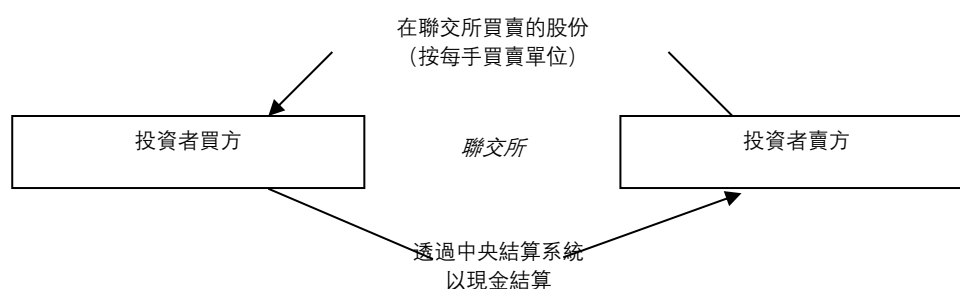 在聯交所買賣的股份
（按每手買賣單位）
投資者買方
聯交所
投資者賣方
透過中央結算系統
以現金結算